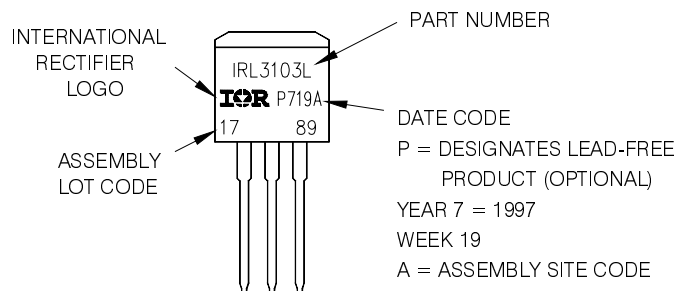 INTERNATIONAL
RECTIFIER
LOGO
PART NUMBER
IRL3103L
IOR P719A
17 89
ASSEMBLY
LOT CODE
DATE CODE
P = DESIGNATES LEAD-FREE
PRODUCT (OPTIONAL)
YEAR 7 = 1997
WEEK 19
A = ASSEMBLY SITE CODE